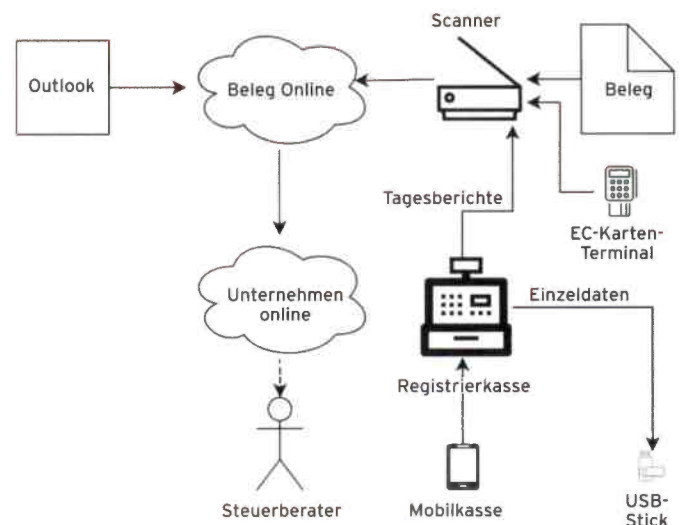 Scanner
Outlook
Beleg Online
Beleg
Tagesberichte
EC-Karten-
Terminal
Unternehmen
online
Einzeldaten
Registrierkasse
Steuerberater
Mobilkasse
USB-
Stick